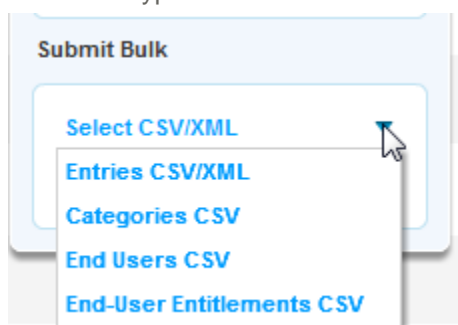 Submit Bulk
Select CSV/XML
Entries CSV/XML
Categories CSV
End Users CSV
End-User Entitlements CSV